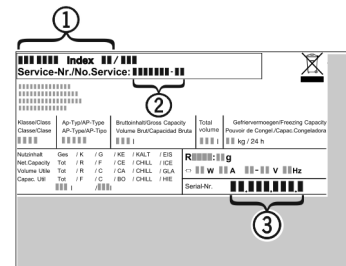 1
Index /
Service-Nr./No.Service: -
2
Klasse/Class Ap-Typ/AP-Type Bruttoinhalt/Gross Capacity Total Gefriervermoegen/Freezing Capacity
Classe/Clase AP-Type/AP-Tipo Volume Brut/Capacidad Bruta volume Pouvoir de Congel./Capac.Congeladora
l l kg / 24 h
Nutzinhalt Ges / K / G / KE / KALT / EIS
Net Capacity Tot / R / F / CE / CHILL / ICE
Volume Utile Tot / R / C / CA / CHILL / GLA
Capac. Util Tot / F / C / BO / CHILL / HIE
l / l
R : g
W A - V Hz
W
Serial-Nr. . . .
3